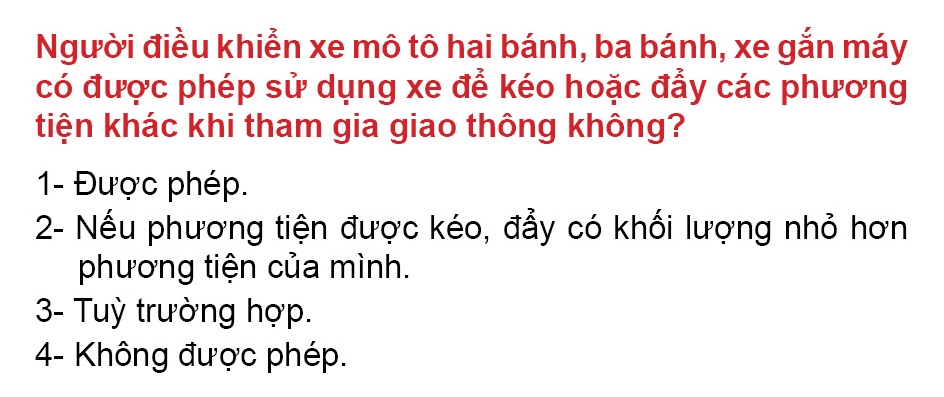 Người điều khiển xe mô tô hai bánh, ba bánh, xe gắn máy
có được phép sử dụng xe để kéo hoặc đẩy các phương
tiện khác khi tham gia giao thông không?
1- Được phép.
2- Nếu phương tiện được kéo, đẩy có khối lượng nhỏ hơn
phương tiện của mình.
3- Tuỳ trường hợp.
4- Không được phép.